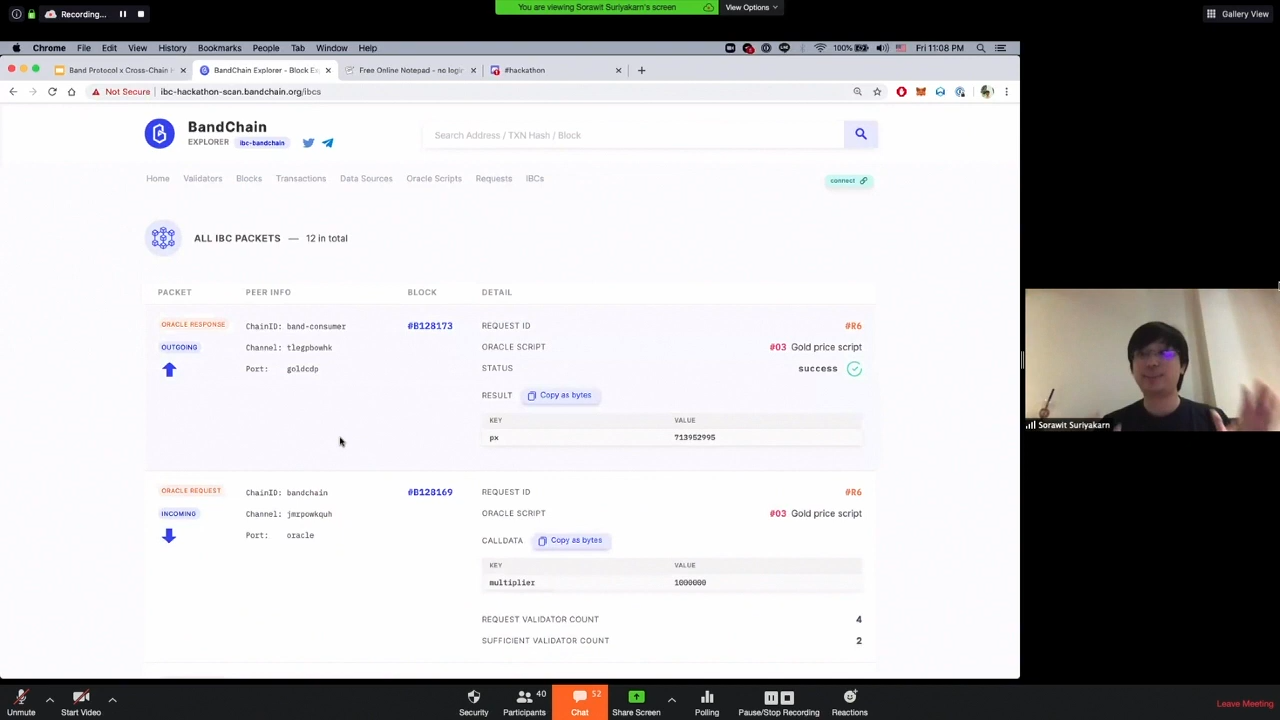 Recording...
You are viewing Sorawit Suriyakarn's screen
View Options
Gallery View
Chrome File Edit View History Bookmarks People Tab Window Help
100% Fri 11:08 PM
Band Protocol x Cross-Chain H
BandChain Explorer - Block Ex
Free Online Notepad - no login
#hackathon
Not Secure | ibc-hackathon-scan.bandchain.org/ibcs
BandChain
EXPLORER ibc-bandchain
Search Address / TXN Hash / Block
Home Validators Blocks Transactions Data Sources Oracle Scripts Requests IBCs
connect
ALL IBC PACKETS — 12 in total
PACKET PEER INFO BLOCK DETAIL
ORACLE RESPONSE ChainID: band-consumer #B128173 REQUEST ID #R6
OUTGOING Channel: tlegpbowhk ORACLE SCRIPT #03 Gold price script
Port: goldcdp STATUS success
RESULT Copy as bytes
KEY VALUE
px 713952995
ORACLE REQUEST ChainID: bandchain #B128169 REQUEST ID #R6
INCOMING Channel: jmrpowkquh ORACLE SCRIPT #03 Gold price script
Port: oracle
CALLDATA Copy as bytes
KEY VALUE
multiplier 1000000
REQUEST VALIDATOR COUNT 4
SUFFICIENT VALIDATOR COUNT 2
Sorawit Suriyakarn
40 52
Unmute Start Video Security Participants Chat Share Screen Polling Pause/Stop Recording Reactions Leave Meeting